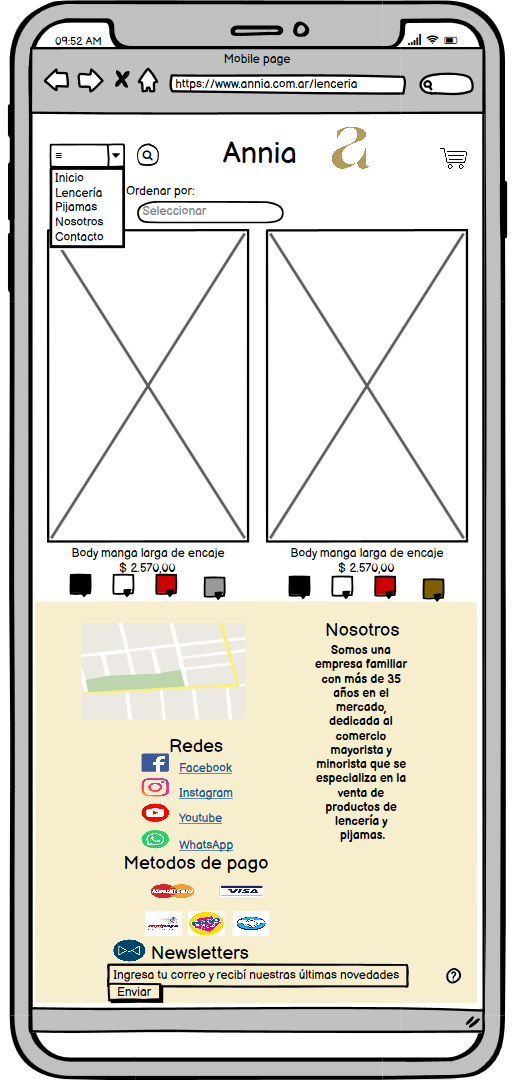 09:52 AM
Mobile page
https://www.annia.com.ar/lenceria
Annia
a
Inicio
Lencería
Pijamas
Nosotros
Contacto
Ordenar por:
Seleccionar
Body manga larga de encaje
$ 2.570,00
Body manga larga de encaje
$ 2.570,00
Nosotros
Somos una
empresa familiar
con más de 35
años en el
mercado,
dedicada al
comercio
mayorista y
minorista que se
especializa en la
venta de
productos de
lencería y
pijamas.
Redes
Facebook
Instagram
Youtube
WhatsApp
Metodos de pago
MasterCard
VISA
Newsletters
Ingresa tu correo y recibí nuestras últimas novedades
Enviar
?